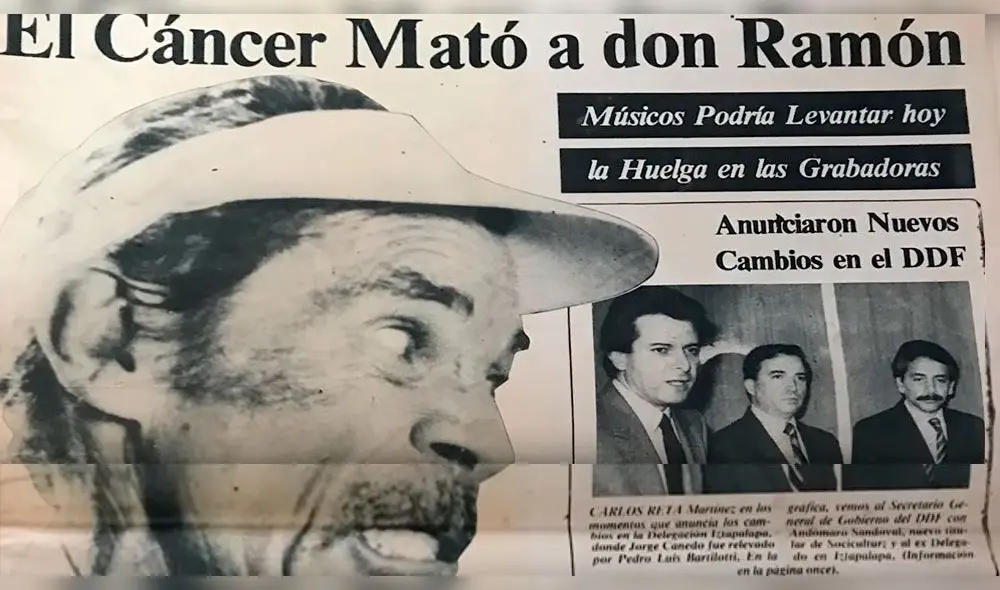 El Cáncer Mató a don Ramón
Músicos Podría Levantar hoy
la Huelga en las Grabadoras
Anunciaron Nuevos
Cambios en el DDF
CARLOS RETA Martínez en los
momentos que anuncia los cam-
bios en la Delegación Iztapalapa,
donde Jorge Canedo fue relevado
por Pedro Luis Bartilotti. En la
gráfica, vemos al Secretario Ge-
neral de Gobierno del DDF con
Andómaro Sandoval, nuevo titu-
lar de Socicultur; y al ex Delega-
do en Iztapalapa. (Información
en la página once).